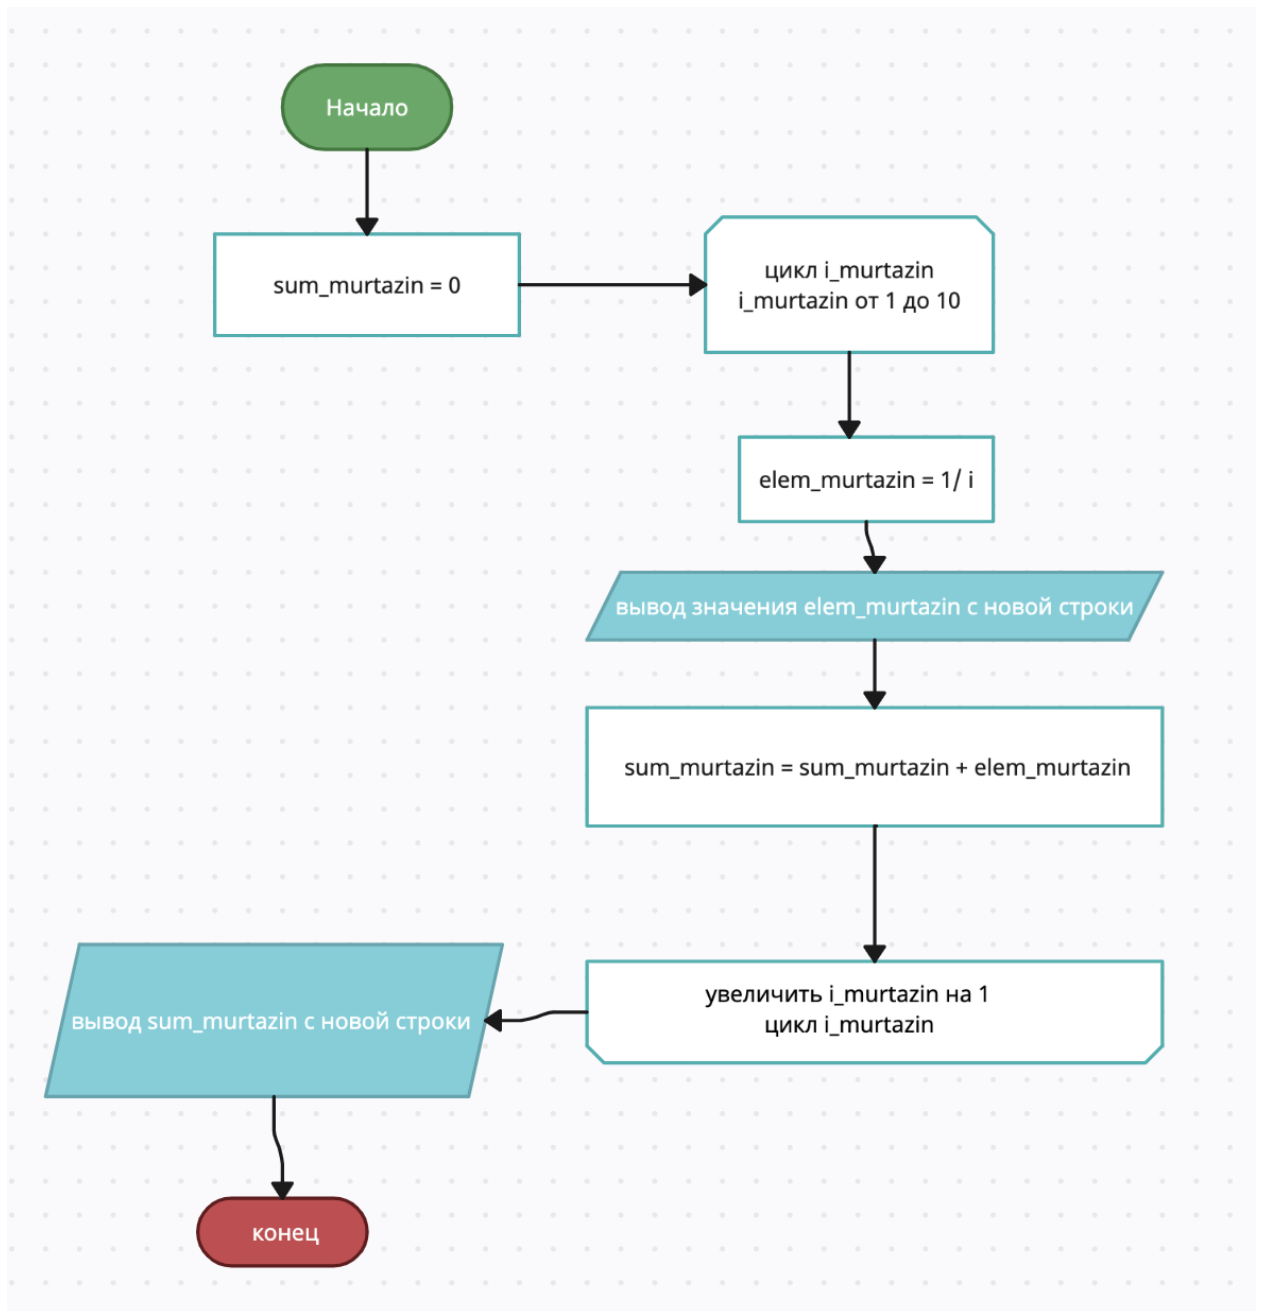 Начало
sum_murtazin = 0
цикл i_murtazin
i_murtazin от 1 до 10
elem_murtazin = 1/ i
вывод значения elem_murtazin с новой строки
sum_murtazin = sum_murtazin + elem_murtazin
увеличить i_murtazin на 1
цикл i_murtazin
вывод sum_murtazin с новой строки
конец